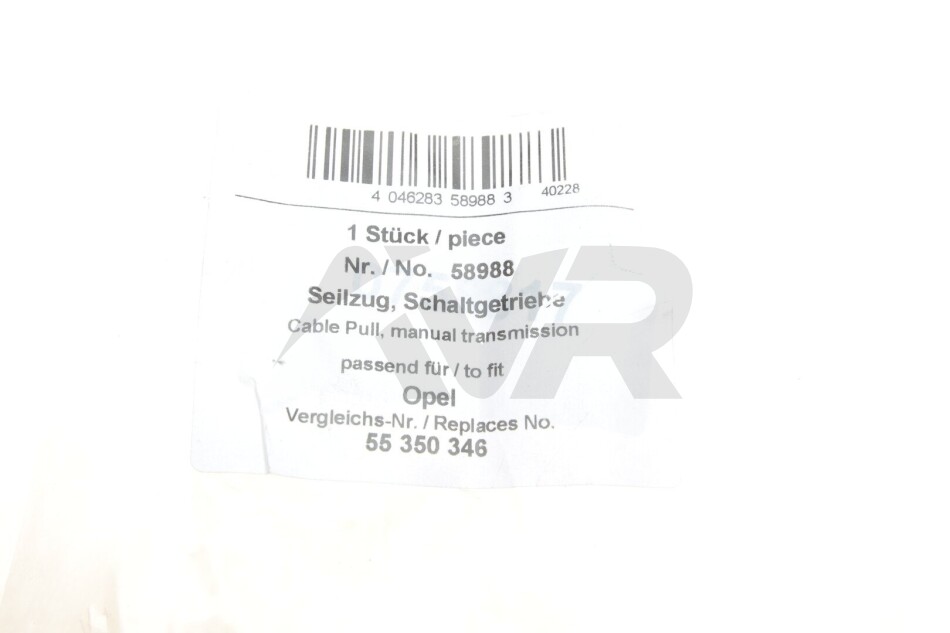 4 046283 58988 3 40228
1 Stück / piece
Nr. / No. 58988
Seilzug, Schaltgetriebe
Cable Pull, manual transmission
passend für / to fit
Opel
Vergleichs-Nr. / Replaces No.
55 350 346